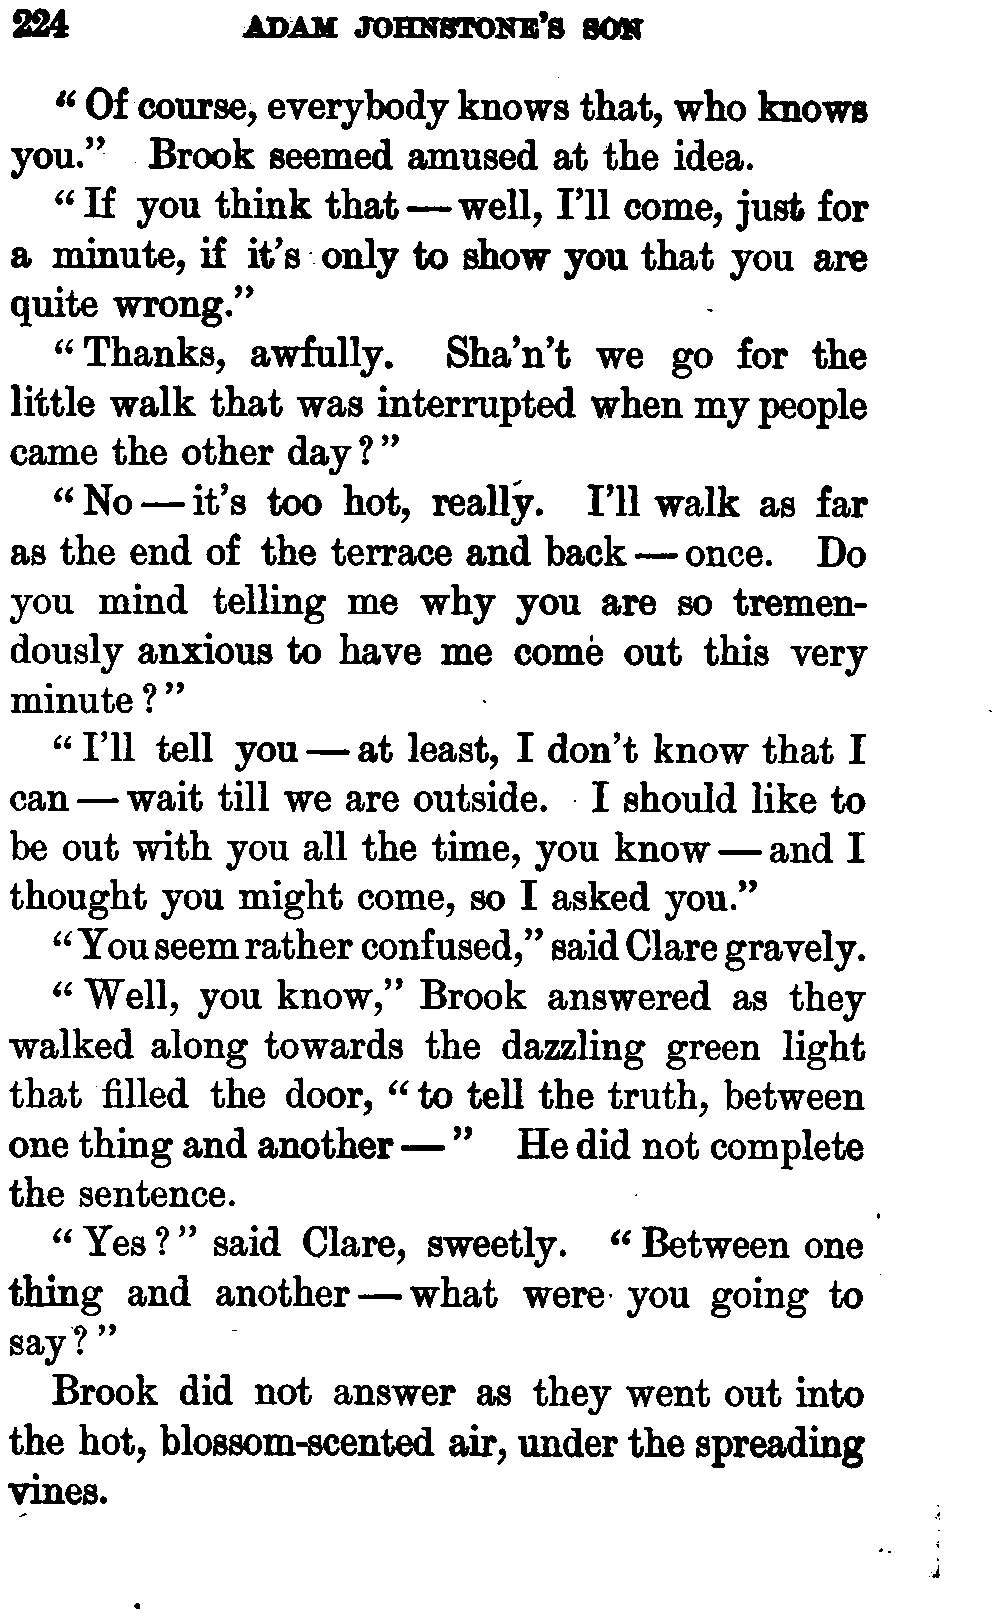 224 ADAM JOHNSTONE'S SON
“Of course, everybody knows that, who knows
you.” Brook seemed amused at the idea.
“If you think that — well, I'll come, just for
a minute, if it's only to show you that you are
quite wrong.”
“Thanks, awfully. Sha'n't we go for the
little walk that was interrupted when my people
came the other day?”
“No — it's too hot, really. I'll walk as far
as the end of the terrace and back — once. Do
you mind telling me why you are so tremen-
dously anxious to have me come out this very
minute?”
“I'll tell you — at least, I don't know that I
can — wait till we are outside. I should like to
be out with you all the time, you know — and I
thought you might come, so I asked you.”
“You seem rather confused,” said Clare gravely.
“Well, you know,” Brook answered as they
walked along towards the dazzling green light
that filled the door, “to tell the truth, between
one thing and another —” He did not complete
the sentence.
“Yes?” said Clare, sweetly. “Between one
thing and another — what were you going to
say?”
Brook did not answer as they went out into
the hot, blossom-scented air, under the spreading
vines.